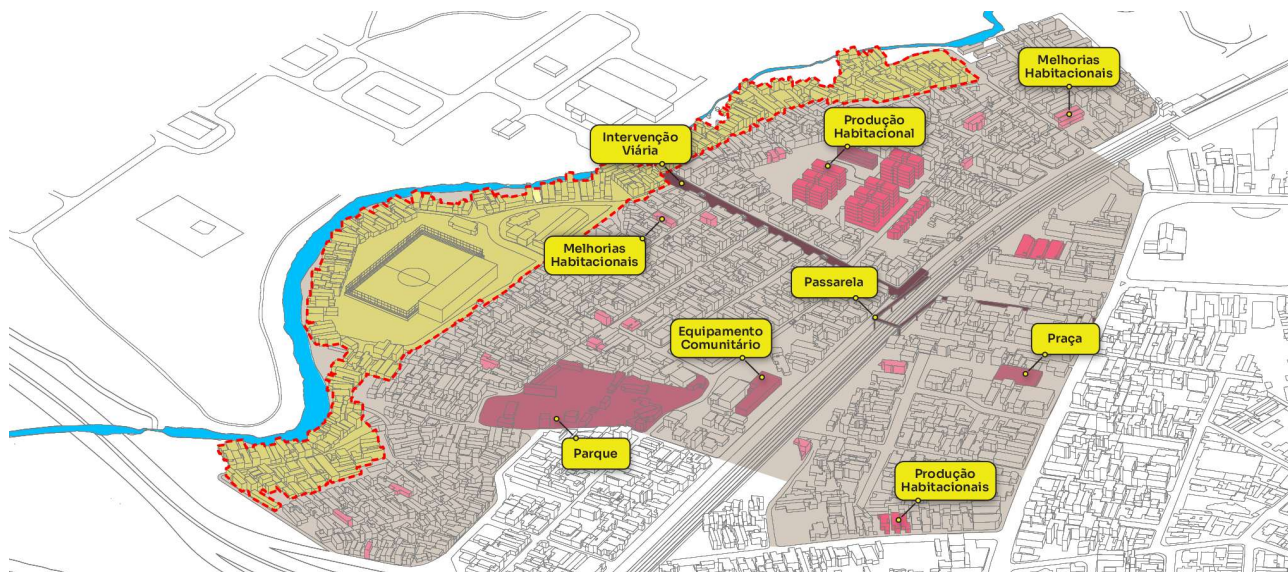 Melhorias
Habitacionais
Produção
Habitacional
Intervenção
Viária
Melhorias
Habitacionais
Passarela
Equipamento
Comunitário
Praça
Parque
Produção
Habitacionais